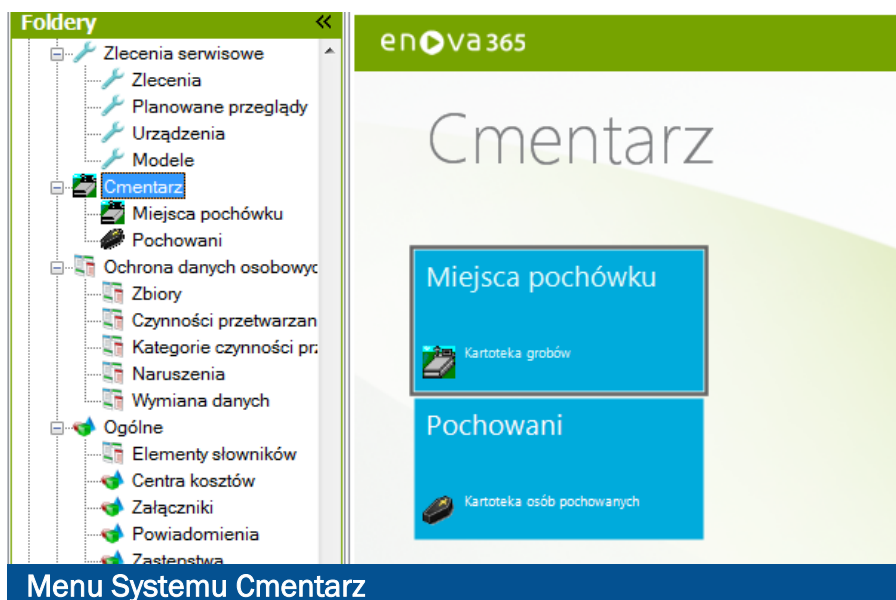 Foldery
Zlecenia serwisowe
Zlecenia
Planowane przeglądy
Urządzenia
Modele
Cmentarz
Miejsca pochówku
Pochowani
Ochrona danych osobowyc
Zbiory
Czynności przetwarzan
Kategorie czynności prz
Naruszenia
Wymiana danych
Ogólne
Elementy słowników
Centra kosztów
Załączniki
Powiadomienia
Zastępstwa
enova365
Cmentarz
Miejsca pochówku
Kartoteka grobów
Pochowani
Kartoteka osób pochowanych
Menu Systemu Cmentarz